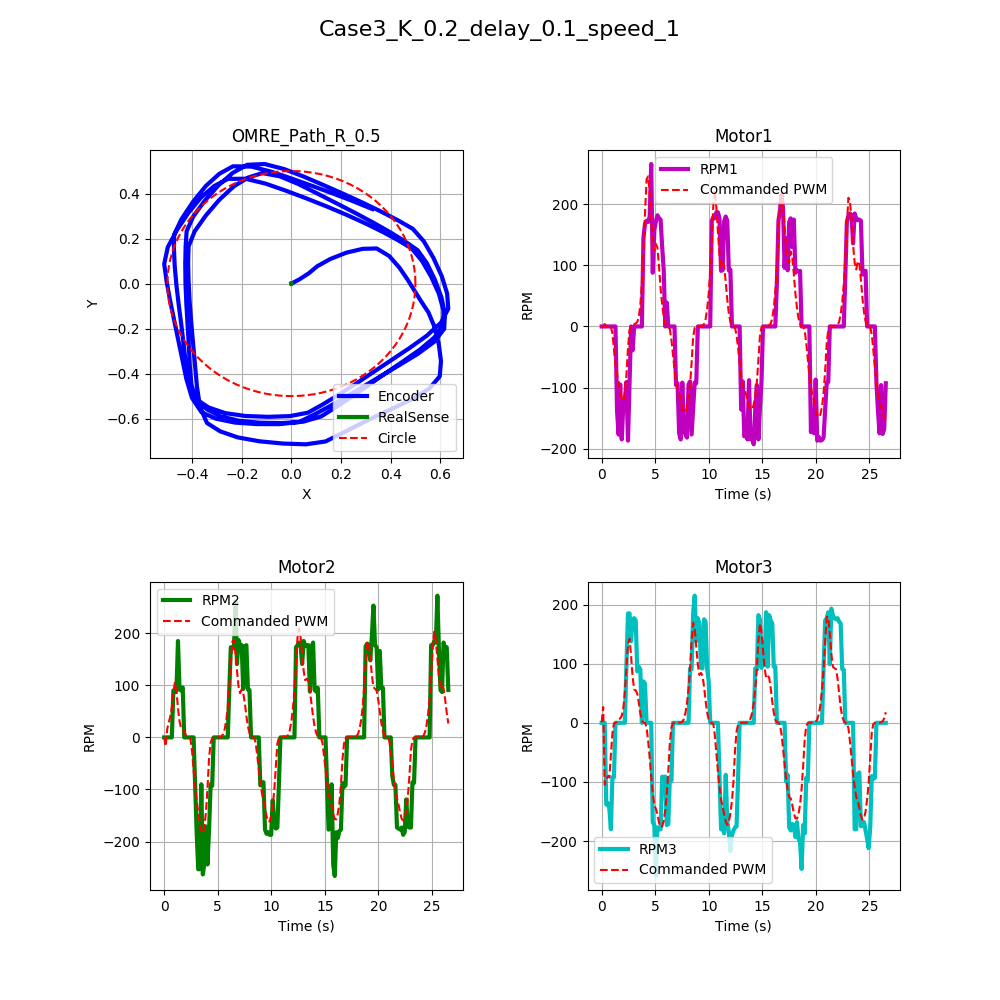 Case3_K_0.2_delay_0.1_speed_1
OMRE_Path_R_0.5
Y
0.4
0.2
0.0
−0.2
−0.4
−0.6
Encoder
RealSense
Circle
−0.4 −0.2 0.0 0.2 0.4 0.6
X
Motor1
RPM
200
100
0
−100
−200
RPM1
Commanded PWM
0 5 10 15 20 25
Time (s)
Motor2
RPM
200
100
0
−100
−200
RPM2
Commanded PWM
0 5 10 15 20 25
Time (s)
Motor3
RPM
200
100
0
−100
−200
RPM3
Commanded PWM
0 5 10 15 20 25
Time (s)